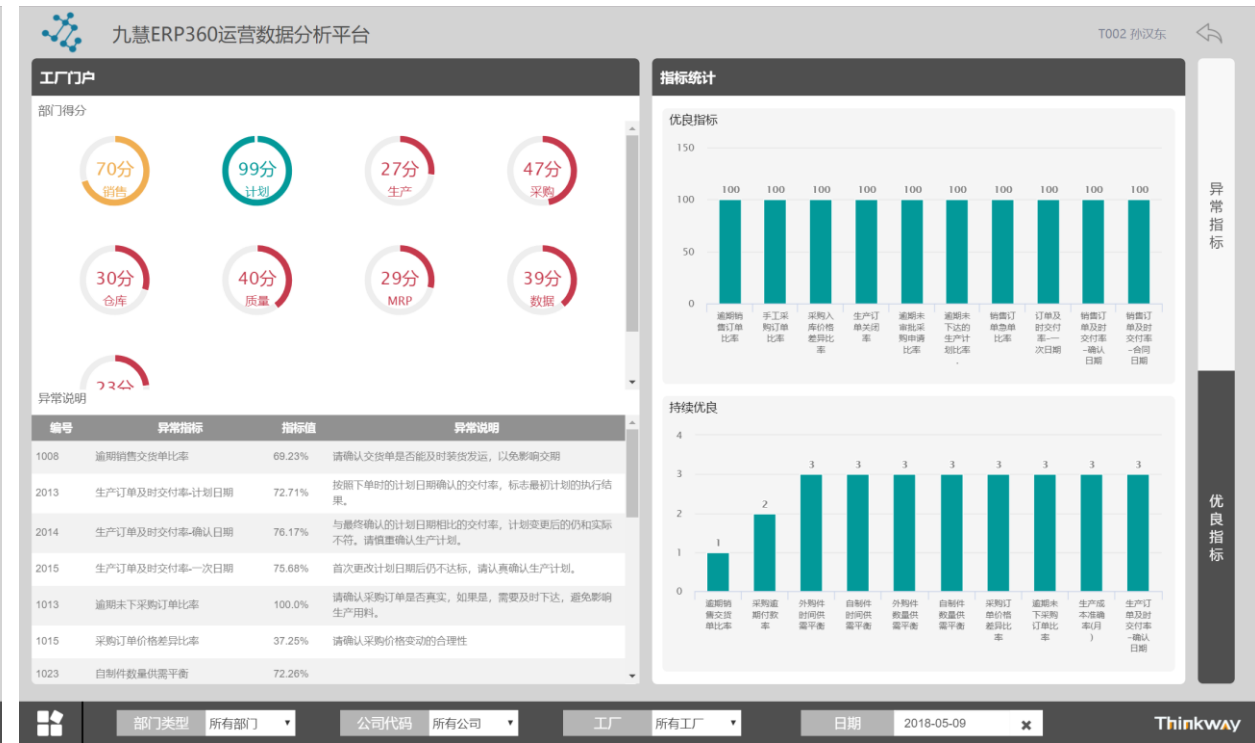 九慧ERP360运营数据分析平台
T002 孙汉东
工厂门户
部门得分
70分
销售
99分
计划
27分
生产
47分
采购
30分
仓库
40分
质量
29分
MRP
39分
数据
23分
异常说明
编号 异常指标 指标值 异常说明
1008 逾期销售交货单比率 69.23% 请确认交货单是否能及时装货发运，以免影响交期
2013 生产订单及时交付率-计划日期 72.71% 按照下单时的计划日期确认的交付率，标志最初计划的执行结
果。
2014 生产订单及时交付率-确认日期 76.17% 与最终确认的计划日期相比的交付率，计划变更后的仍和实际
不符。请慎重确认生产计划。
2015 生产订单及时交付率-一次日期 75.68% 首次更改计划日期后仍不达标，请认真确认生产计划。
1013 逾期未下采购订单比率 100.0% 请确认采购订单是否真实，如果是，需要及时下达，避免影响
生产用料。
1015 采购订单价格差异比率 37.25% 请确认采购价格变动的合理性
1023 自制件数量供需平衡 72.26%
指标统计
优良指标
150
100
50
0
100 100 100 100 100 100 100 100 100 100
逾期销
售订单
比率
手工采
购订单
比率
采购入
库价格
差异比
率
生产订
单关闭
率
逾期未
审批采
购申请
比率
逾期未
下达的
生产计
划比率
.
销售订
单急单
比率
订单及
时交付
率-一
次日期
销售订
单及时
交付率
-确认
日期
销售订
单及时
交付率
-合同
日期
持续优良
4
3
2
1
0
1 2 3 3 3 3 3 3 3 3
逾期销
售交货
单比率
采购逾
期付款
率
外购件
时间供
需平衡
自制件
时间供
需平衡
外购件
数量供
需平衡
自制件
数量供
需平衡
采购订
单价格
差异比
率
逾期未
下采购
订单比
率
生产成
本准确
率(月
)
生产订
单及时
交付率
-确认
日期
异常指标
优良指标
部门类型 所有部门 公司代码 所有公司 工厂 所有工厂 日期 2018-05-09
Thinkway